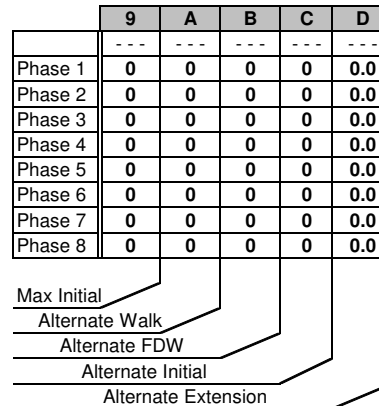 9 A B C D
- - - - - - - - - - - - - - -
Phase 1 0 0 0 0 0.0
Phase 2 0 0 0 0 0.0
Phase 3 0 0 0 0 0.0
Phase 4 0 0 0 0 0.0
Phase 5 0 0 0 0 0.0
Phase 6 0 0 0 0 0.0
Phase 7 0 0 0 0 0.0
Phase 8 0 0 0 0 0.0
Max Initial
Alternate Walk
Alternate FDW
Alternate Initial
Alternate Extension